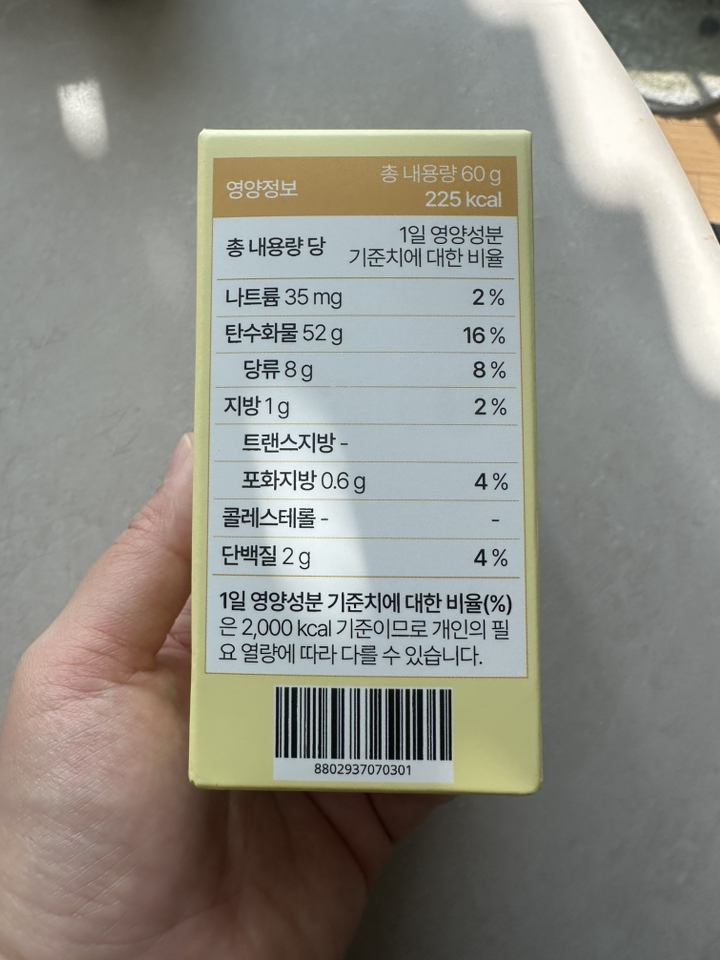 영양정보
총 내용량 60 g
225 kcal
총 내용량 당
1일 영양성분
기준치에 대한 비율
나트륨 35 mg 2 %
탄수화물 52 g 16 %
당류 8 g 8 %
지방 1 g 2 %
트랜스지방 -
포화지방 0.6 g 4 %
콜레스테롤 - -
단백질 2 g 4 %
1일 영양성분 기준치에 대한 비율(%)
은 2,000 kcal 기준이므로 개인의 필
요 열량에 따라 다를 수 있습니다.
8802937070301